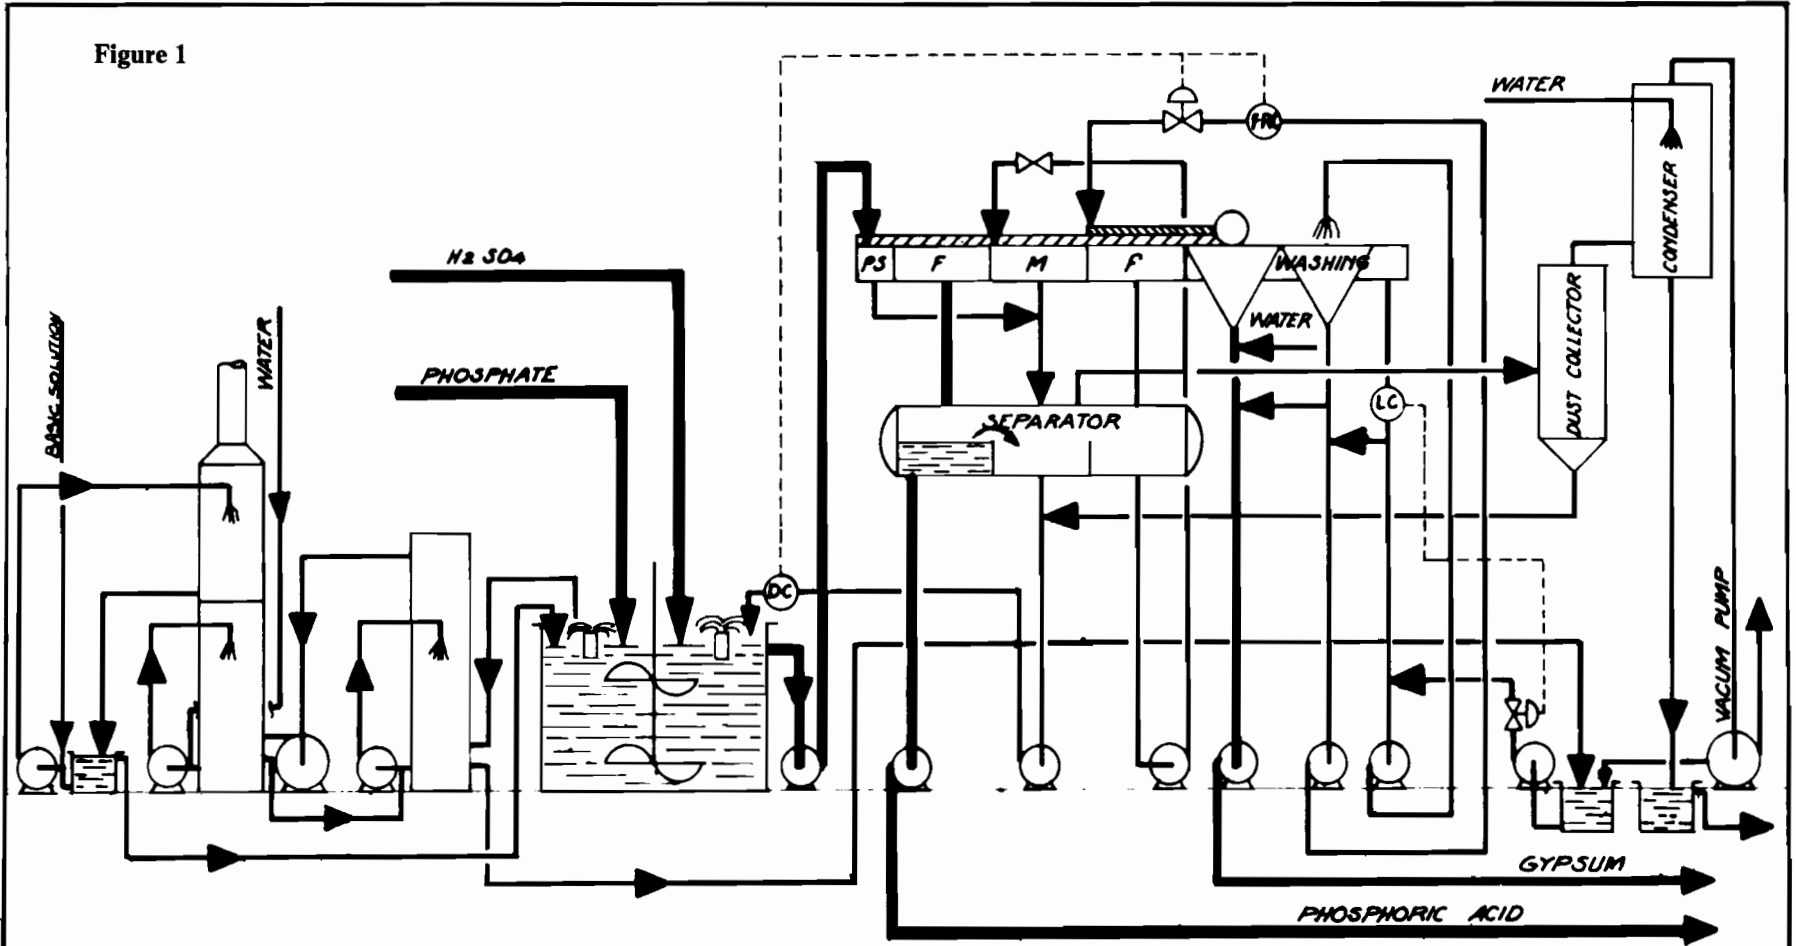 Figure 1
WATER
FRC
CONDENSER
H2 SO4
PS
F
M
F
WASHING
WATER
BASIC SOLUTION
WATER
PHOSPHATE
DUST COLLECTOR
LC
SEPARATOR
DC
VACUUM PUMP
GYPSUM
PHOSPHORIC ACID